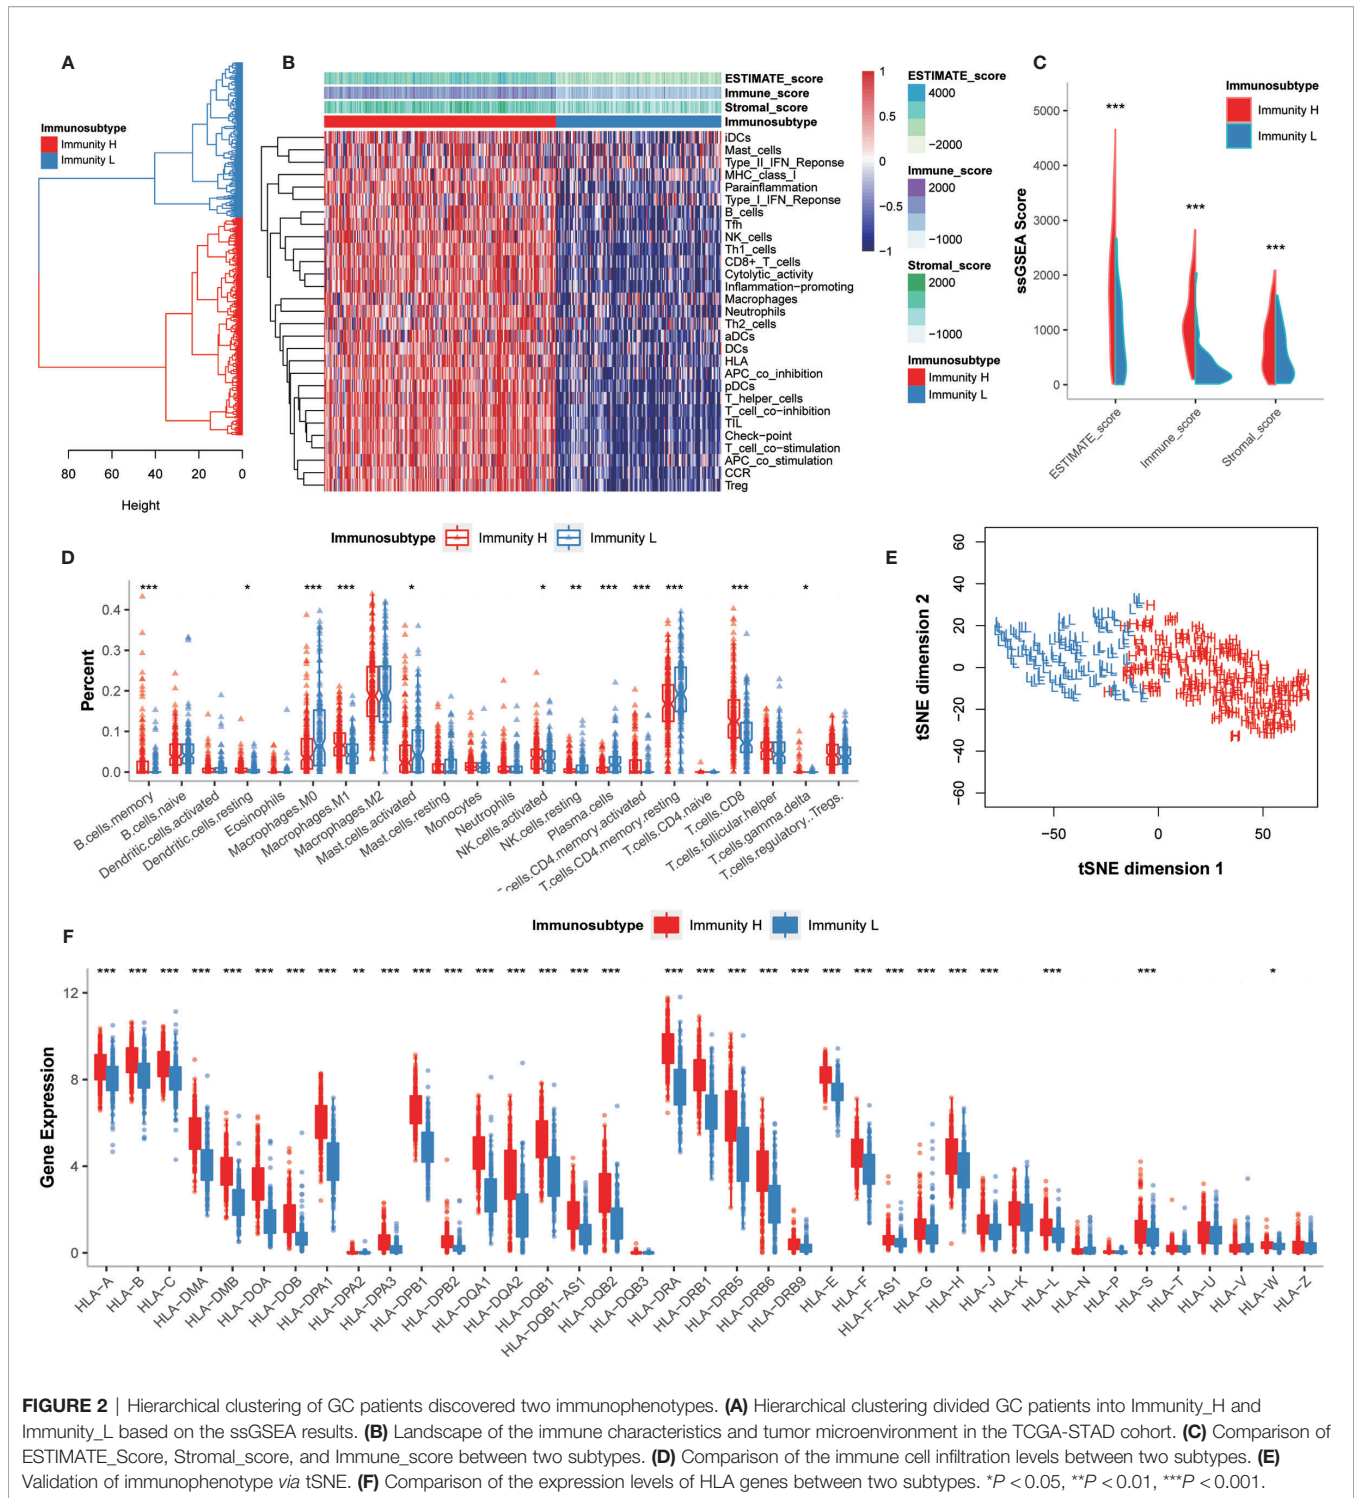 A
Immunosubtype
Immunity H
Immunity L
80 60 40 20 0
Height
B
ESTIMATE_score
Immune_score
Stromal_score
Immunosubtype
iDCs
Mast_cells
Type_II_IFN_Reponse
MHC_class_I
Parainflammation
Type_I_IFN_Reponse
B_cells
Tfh
NK_cells
Th1_cells
CD8+_T_cells
Cytolytic_activity
Inflammation-promoting
Macrophages
Neutrophils
Th2_cells
aDCs
DCs
HLA
APC_co_inhibition
pDCs
T_helper_cells
T_cell_co-inhibition
TIL
Check-point
T_cell_co-stimulation
APC_co_stimulation
CCR
Treg
1
0.5
0
−0.5
−1
ESTIMATE_score
4000
−2000
Immune_score
2000
−1000
Stromal_score
2000
−1000
Immunosubtype
Immunity H
Immunity L
C
Immunosubtype
Immunity H
Immunity L
ssGSEA Score
5000
4000
3000
2000
1000
0
*** *** ***
ESTIMATE_score
Immune_score
Stromal_score
D
Immunosubtype Immunity H Immunity L
*** * *** *** * * ** *** *** *** *** *
Percent
0.4
0.3
0.2
0.1
0.0
B.cells.memory
B.cells.naive
Dendritic.cells.activated
Dendritic.cells.resting
Eosinophils
Macrophages.M0
Macrophages.M1
Macrophages.M2
Mast.cells.activated
Mast.cells.resting
Monocytes
Neutrophils
NK.cells.activated
NK.cells.resting
Plasma.cells
.cells.CD4.memory.activated
T.cells.CD4.memory.resting
T.cells.CD4.naive
T.cells.CD8
T.cells.follicular.helper
T.cells.gamma.delta
T.cells.regulatory..Tregs.
E
tSNE dimension 2
60
40
20
0
−20
−40
−60
−50 0 50
tSNE dimension 1
F
Immunosubtype Immunity H Immunity L
*** *** *** *** *** *** *** *** ** *** *** *** *** *** *** *** *** *** *** *** *** *** *** *** *** *** *** *** *** *** *
Gene Expression
12
8
4
0
HLA−A
HLA−B
HLA−C
HLA−DMA
HLA−DMB
HLA−DOA
HLA−DOB
HLA−DPA1
HLA−DPA2
HLA−DPA3
HLA−DPB1
HLA−DPB2
HLA−DQA1
HLA−DQA2
HLA−DQB1
HLA−DQB1−AS1
HLA−DQB2
HLA−DQB3
HLA−DRA
HLA−DRB1
HLA−DRB5
HLA−DRB6
HLA−DRB9
HLA−E
HLA−F
HLA−F−AS1
HLA−G
HLA−H
HLA−J
HLA−K
HLA−L
HLA−N
HLA−P
HLA−S
HLA−T
HLA−U
HLA−V
HLA−W
HLA−Z
FIGURE 2 | Hierarchical clustering of GC patients discovered two immunophenotypes. (A) Hierarchical clustering divided GC patients into Immunity_H and
Immunity_L based on the ssGSEA results. (B) Landscape of the immune characteristics and tumor microenvironment in the TCGA-STAD cohort. (C) Comparison of
ESTIMATE_Score, Stromal_score, and Immune_score between two subtypes. (D) Comparison of the immune cell infiltration levels between two subtypes. (E)
Validation of immunophenotype via tSNE. (F) Comparison of the expression levels of HLA genes between two subtypes. *P < 0.05, **P < 0.01, ***P < 0.001.